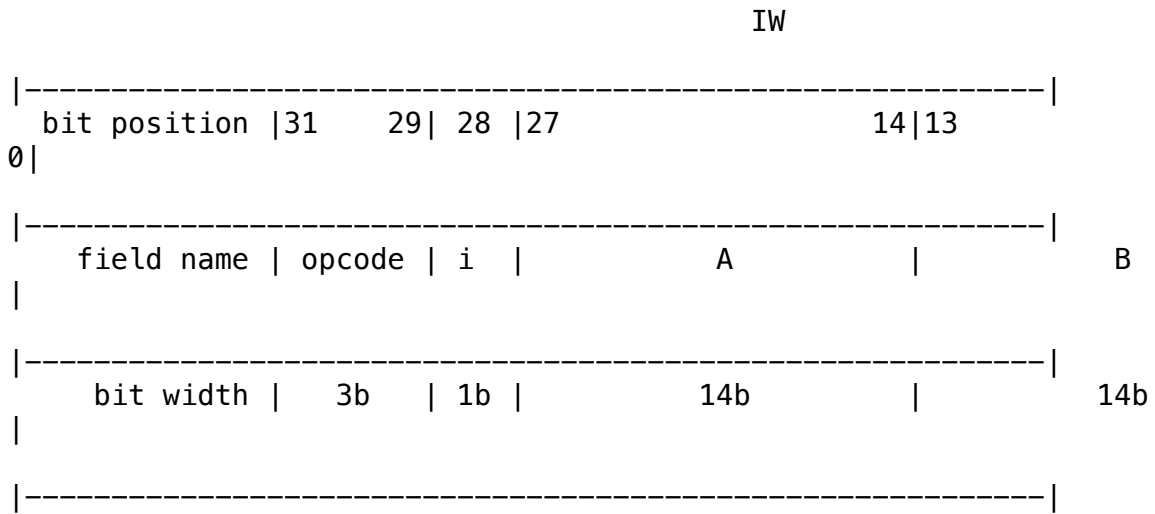 IW
|–––––––––––––––––––––––––––––––––––––––––––––––––––––––––––|
bit position |31    29| 28 |27                    14|13
0|
|–––––––––––––––––––––––––––––––––––––––––––––––––––––––––––|
field name | opcode | i  |           A          |           B
|
|–––––––––––––––––––––––––––––––––––––––––––––––––––––––––––|
bit width |   3b   | 1b |          14b         |          14b
|
|–––––––––––––––––––––––––––––––––––––––––––––––––––––––––––|